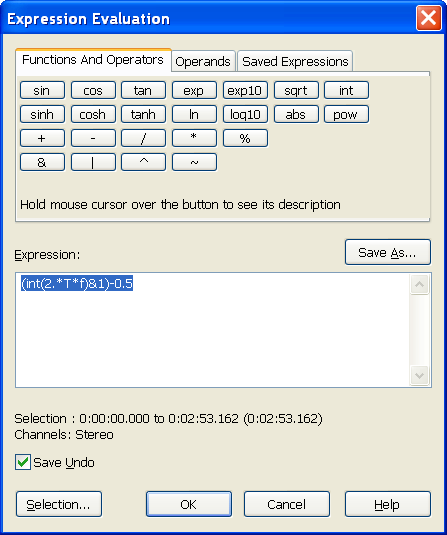 Expression Evaluation
Functions And Operators Operands Saved Expressions
sin cos tan exp exp10 sqrt int
sinh cosh tanh ln log10 abs pow
+ - / * %
& | ^ ~
Hold mouse cursor over the button to see its description
Expression: Save As...
(int(2.*T*f)&1)-0.5
Selection : 0:00:00.000 to 0:02:53.162 (0:02:53.162)
Channels: Stereo
Save Undo
Selection... OK Cancel Help